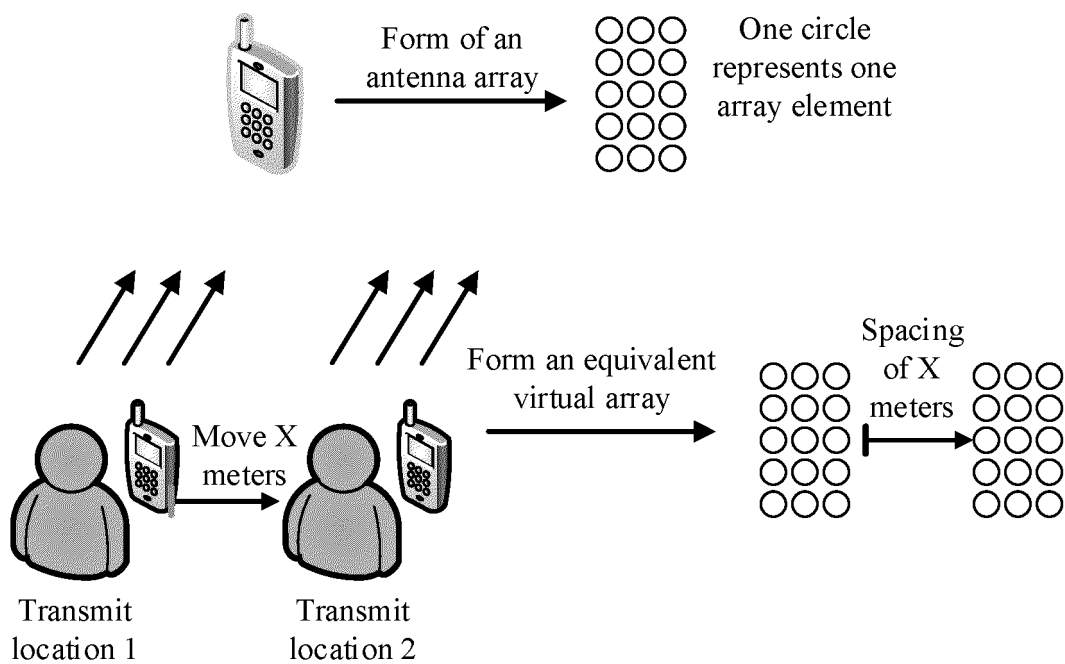 Form of an
antenna array
One circle
represents one
array element
Move X
meters
Form an equivalent
virtual array
Spacing
of X
meters
Transmit
location 1
Transmit
location 2